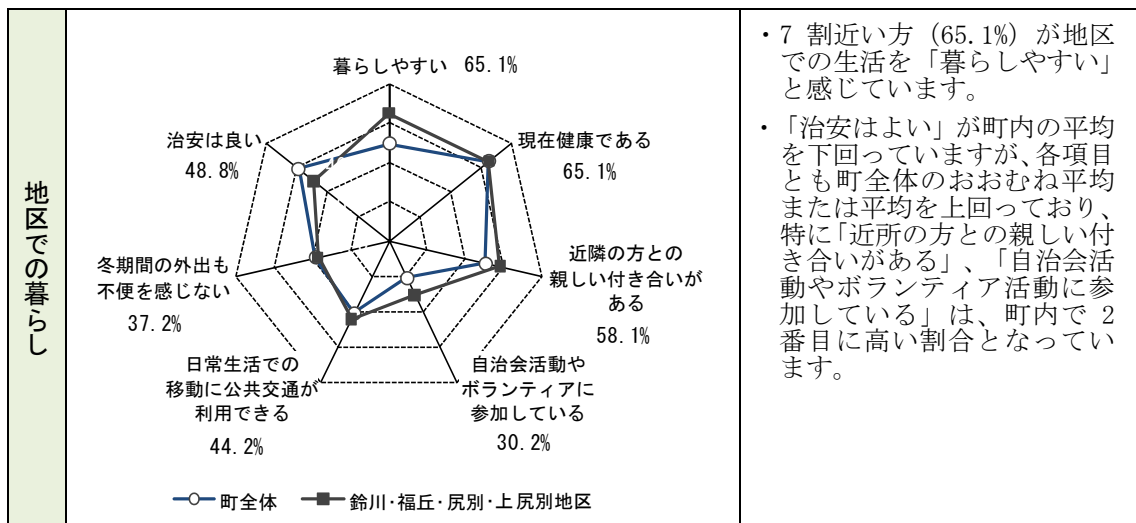 地区での暮らし
暮らしやすい 65.1%
治安は良い
48.8%
現在健康である
65.1%
冬期間の外出も
不便を感じない
37.2%
近隣の方との
親しい付き合いが
ある
58.1%
日常生活での
移動に公共交通が
利用できる
44.2%
自治会活動や
ボランティアに
参加している
30.2%
町全体
鈴川・福丘・尻別・上尻別地区
・7 割近い方（65.1%）が地区
での生活を「暮らしやすい」
と感じています。
・「治安はよい」が町内の平均
を下回っていますが、各項目
とも町全体のおおむね平均
または平均を上回っており、
特に「近所の方との親しい付
き合いがある」、「自治会活
動やボランティア活動に参
加している」は、町内で 2
番目に高い割合となってい
ます。